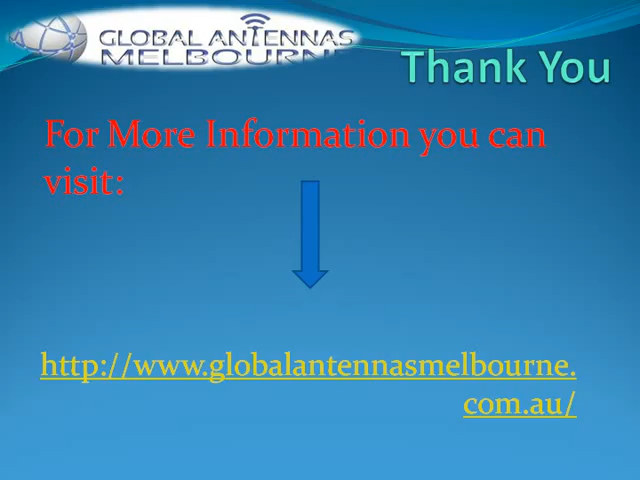 GLOBAL ANTENNAS
MELBOURNE
Thank You
For More Information you can
visit:
http://www.globalantennasmelbourne.
com.au/